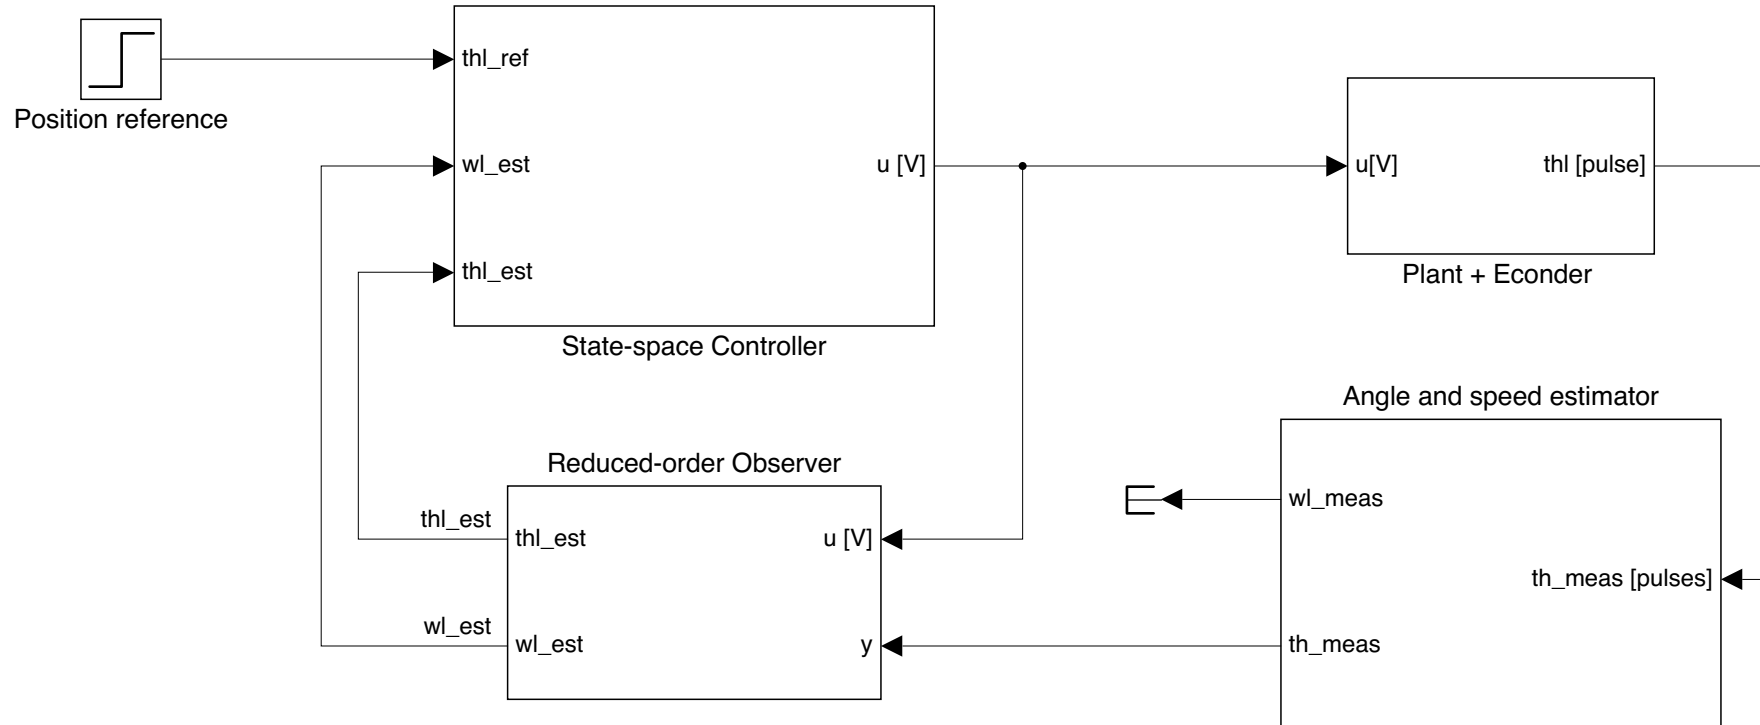 thl_ref
Position reference
wl_est
u [V]
u[V]
thl [pulse]
thl_est
Plant + Econder
State-space Controller
Angle and speed estimator
Reduced-order Observer
wl_meas
thl_est
thl_est
u [V]
th_meas [pulses]
wl_est
wl_est
y
th_meas